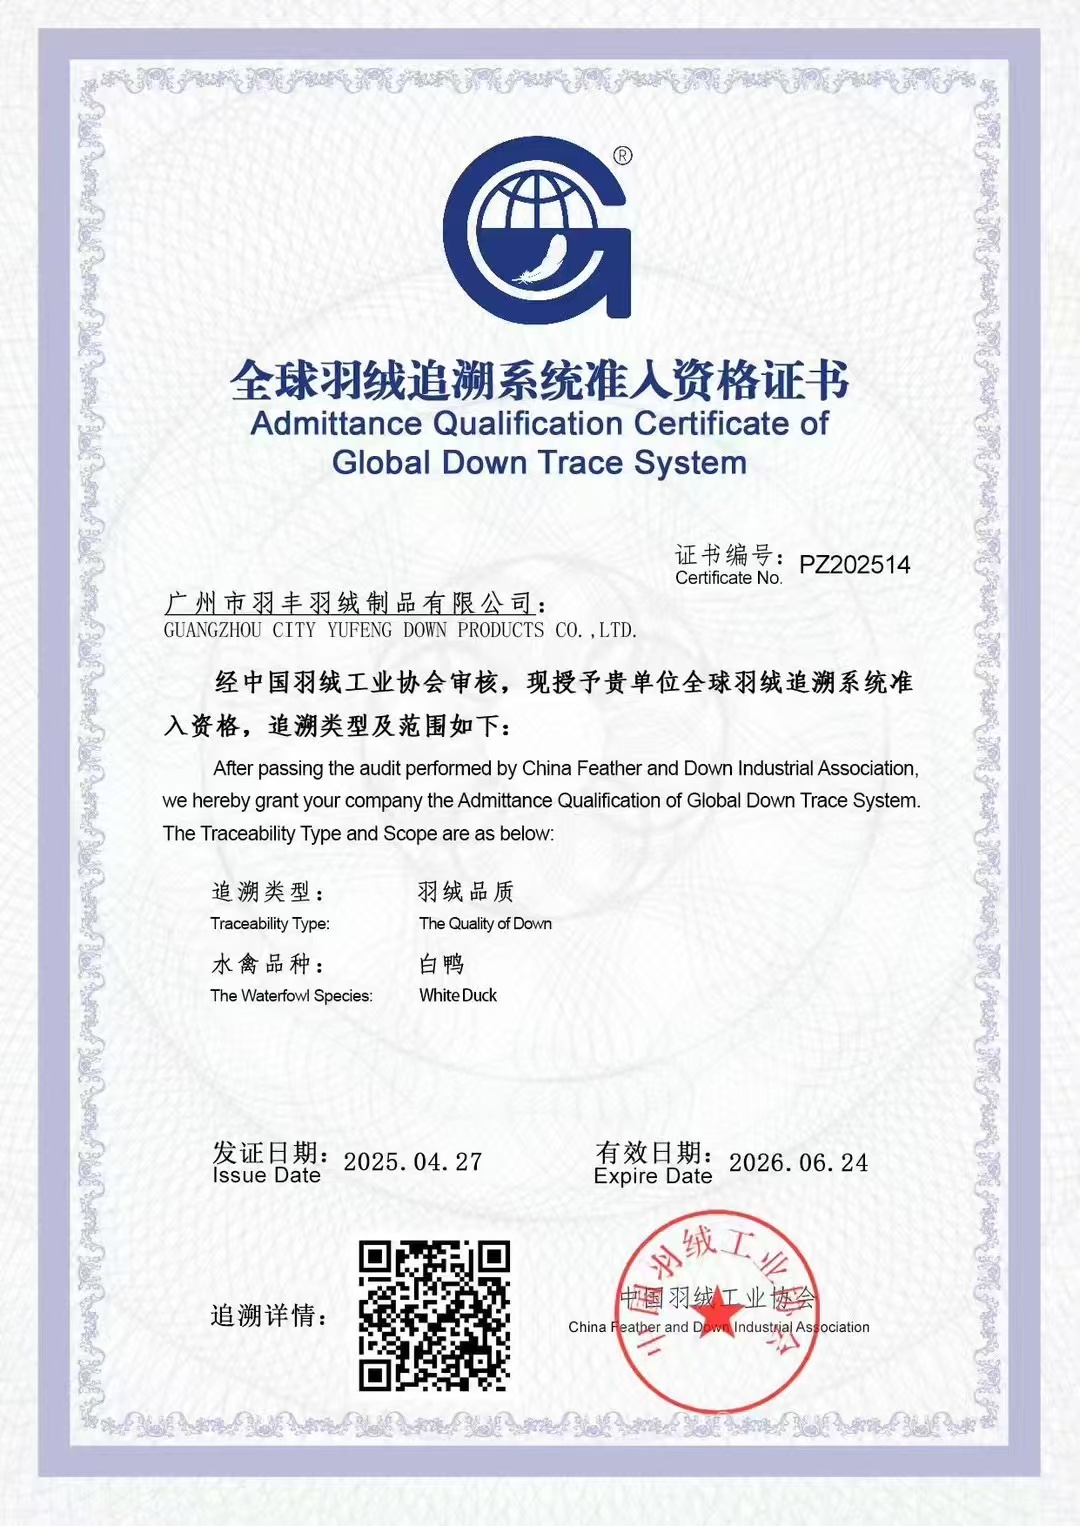 ®
全球羽绒追溯系统准入资格证书
Admittance Qualification Certificate of
Global Down Trace System
证书编号： PZ202514
Certificate No.
广州市羽丰羽绒制品有限公司：
GUANGZHOU CITY YUFENG DOWN PRODUCTS CO.,LTD.
经中国羽绒工业协会审核，现授予贵单位全球羽绒追溯系统准
入资格，追溯类型及范围如下：
After passing the audit performed by China Feather and Down Industrial Association,
we hereby grant your company the Admittance Qualification of Global Down Trace System.
The Traceability Type and Scope are as below:
追溯类型： 羽绒品质
Traceability Type: The Quality of Down
水禽品种： 白鸭
The Waterfowl Species: White Duck
发证日期： 2025.04.27
Issue Date
有效日期： 2026.06.24
Expire Date
追溯详情：
中国羽绒工业协会
China Feather and Down Industrial Association
中国羽绒工业协会